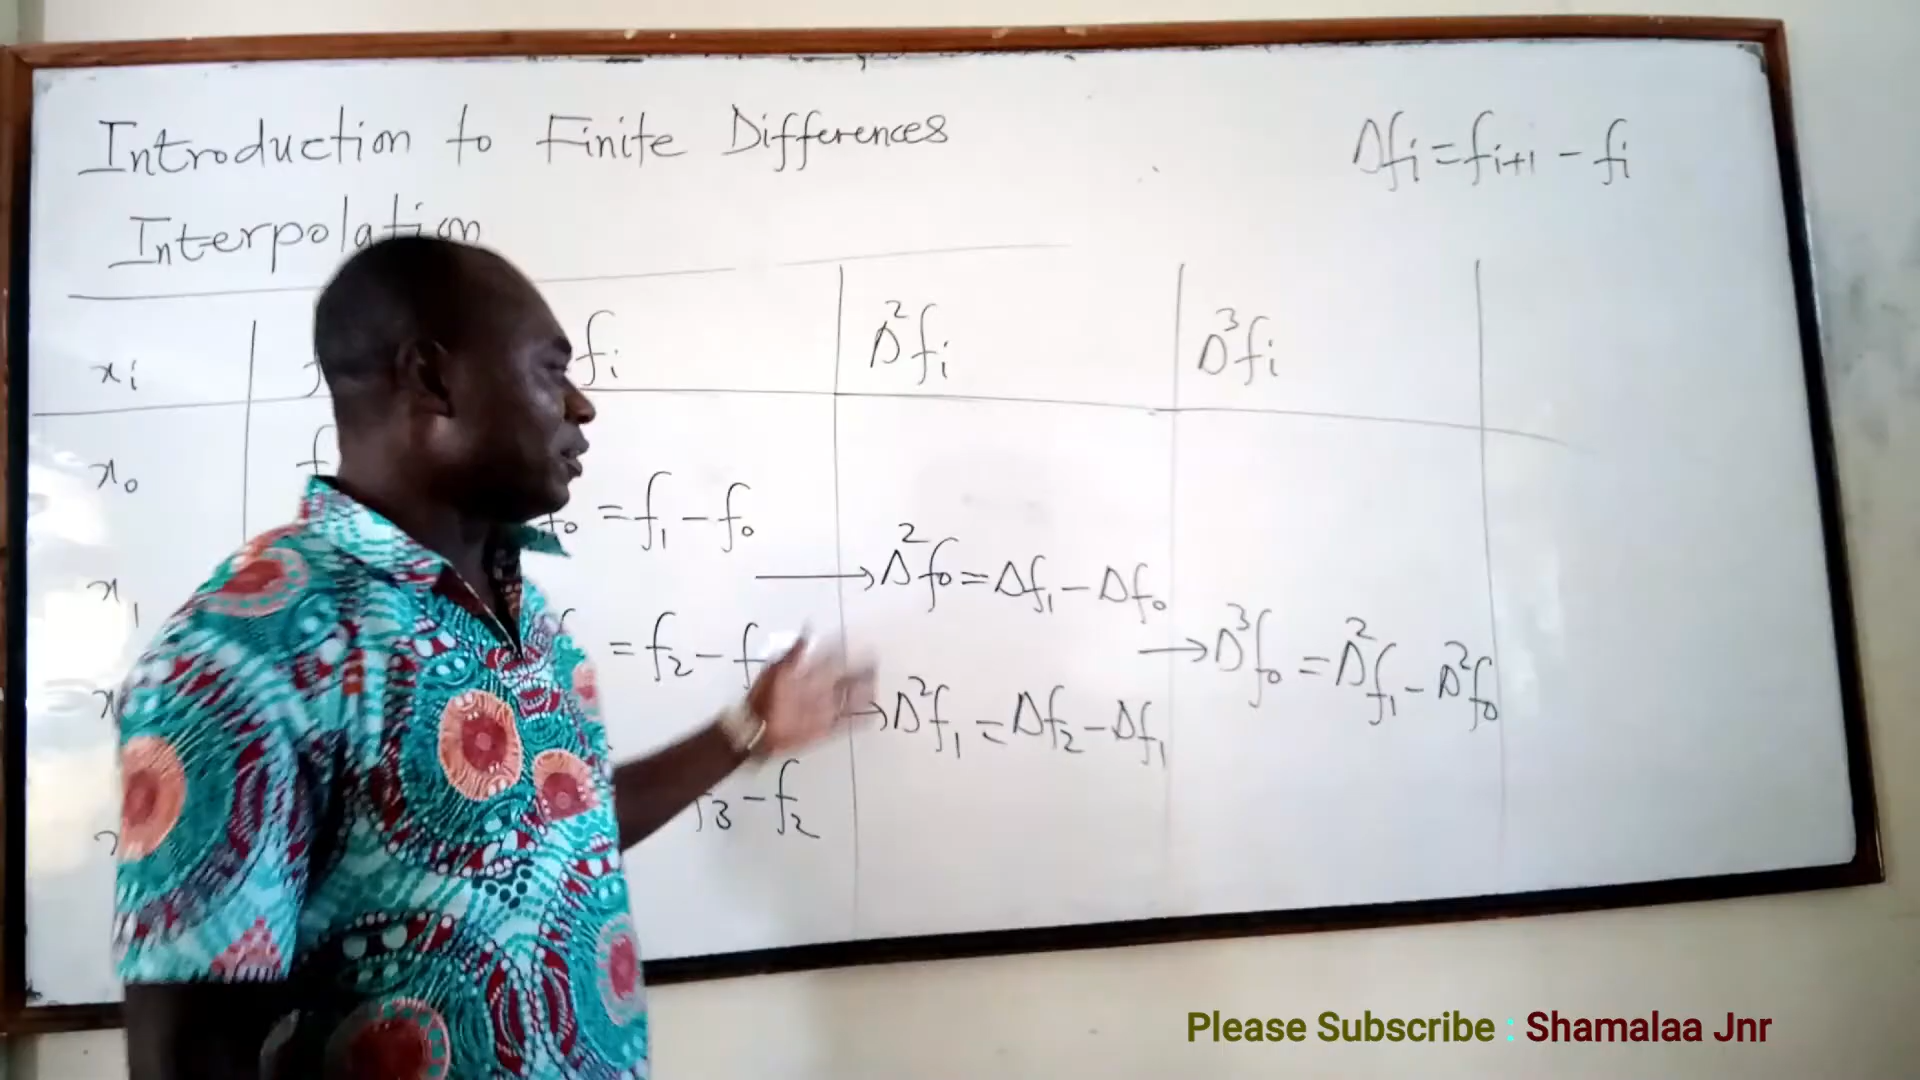 Introduction to Finite Differences
Δfi = fi+1 - fi
Interpolation
xi fi Δ²fi Δ³fi
x₀ = f₁ - f₀
→ Δ²f₀ = Δf₁ - Δf₀
x₁ = f₂ - f
→ Δ³f₀ = Δ²f₁ - Δ²f₀
→ Δ²f₁ = Δf₂ - Δf₁
f₃ - f₂
Please Subscribe : Shamalaa Jnr